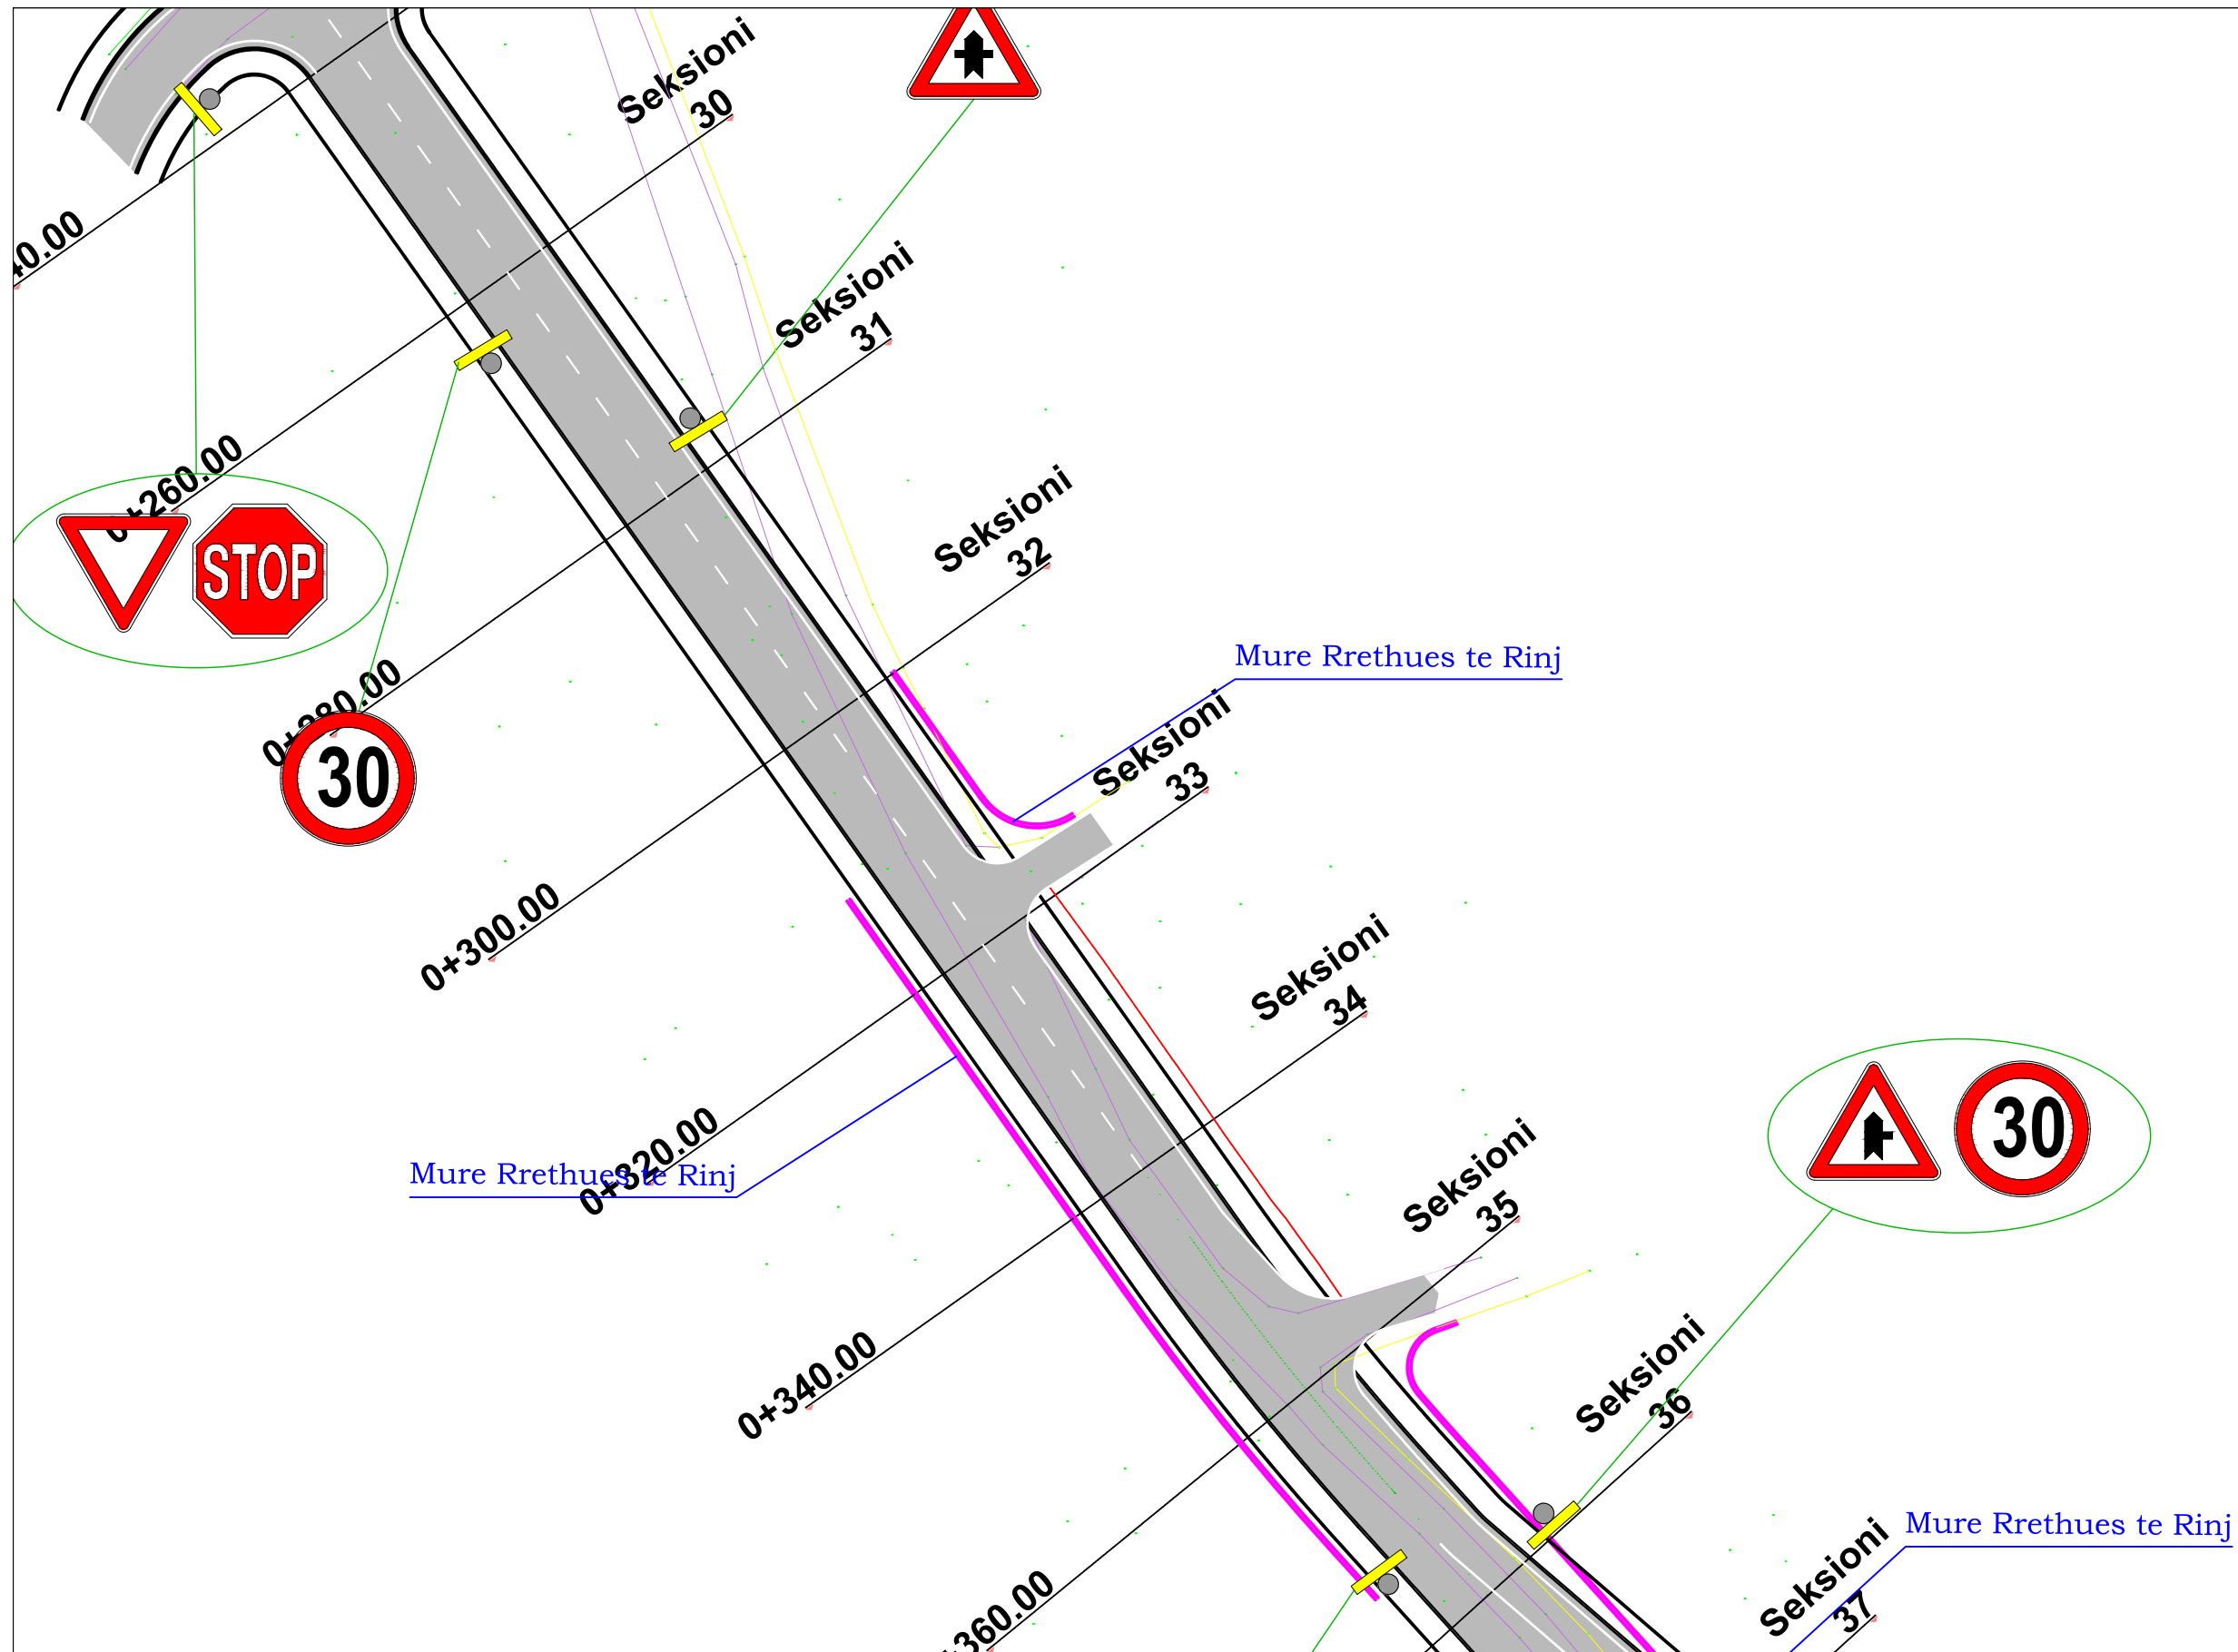 Seksioni
30
40.00
Seksioni
31
0+260.00
STOP
Seksioni
32
0+280.00
30
Mure Rrethues te Rinj
Seksioni
33
0+300.00
Seksioni
34
0+320.00
Mure Rrethues te Rinj
30
Seksioni
35
0+340.00
Seksioni
36
Mure Rrethues te Rinj
Seksioni
37
360.00